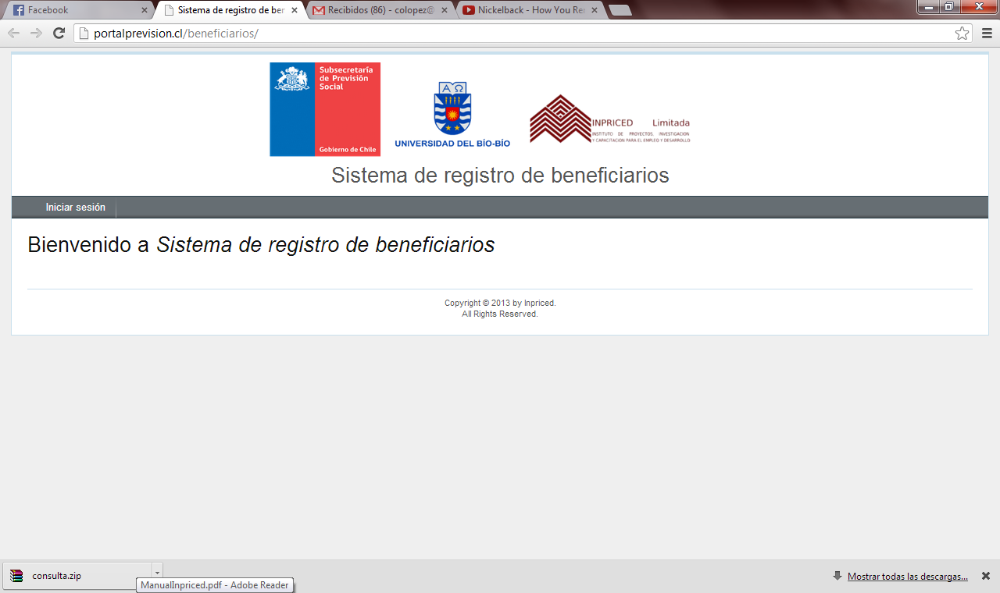 Facebook
Sistema de registro de ber
Recibidos (86) - colopez@
Nickelback - How You Re
portalprevision.cl/beneficiarios/
Subsecretaría
de Previsión
Social
Gobierno de Chile
Α Ω
UNIVERSIDAD DEL BÍO-BÍO
INPRICED Limitada
INSTITUTO DE PROYECTOS, INVESTIGACION
Y CAPACITACION PARA EL EMPLEO Y DESARROLLO
Sistema de registro de beneficiarios
Iniciar sesión
Bienvenido a Sistema de registro de beneficiarios
Copyright © 2013 by Inpriced.
All Rights Reserved.
consulta.zip
ManualInpriced.pdf - Adobe Reader
Mostrar todas las descargas...